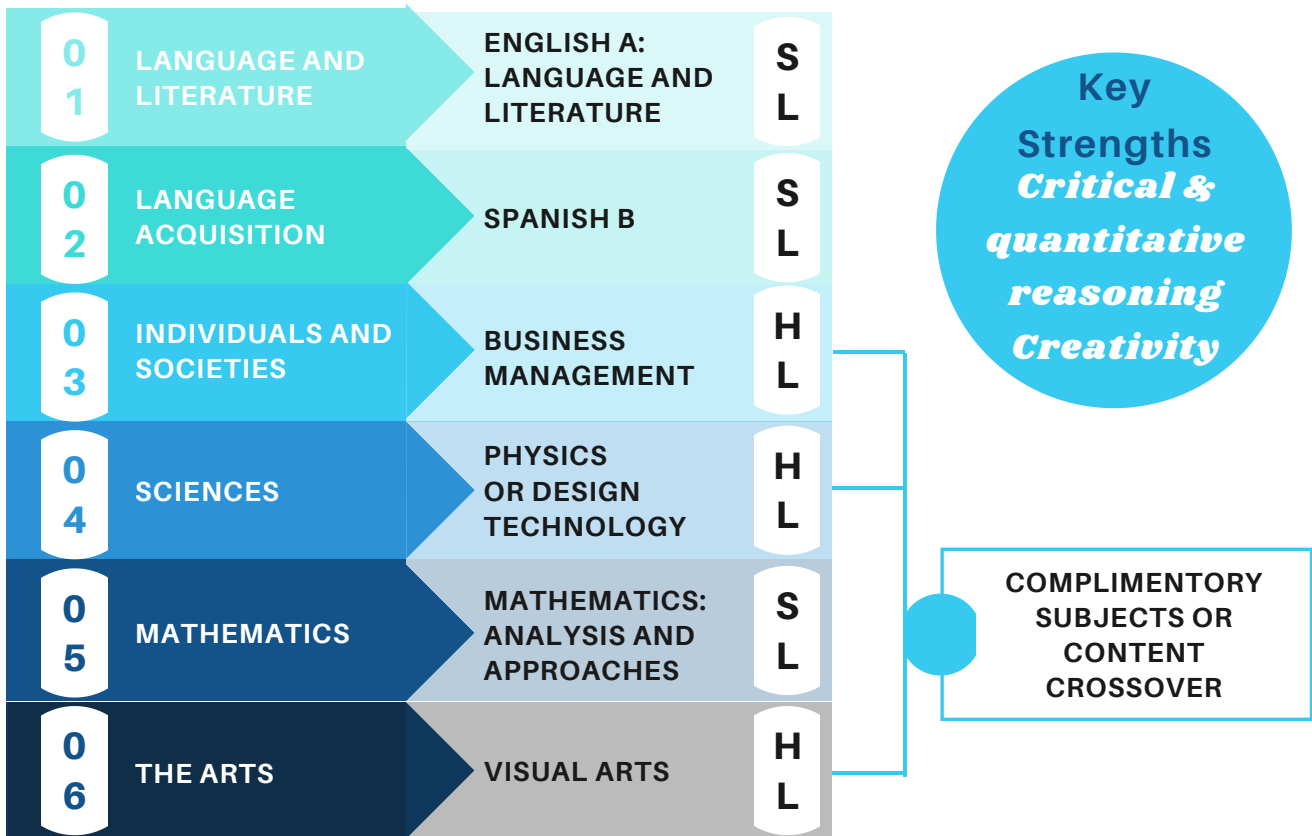 0
1
LANGUAGE AND
LITERATURE
ENGLISH A:
LANGUAGE AND
LITERATURE
S
L
0
2
LANGUAGE
ACQUISITION
SPANISH B
S
L
0
3
INDIVIDUALS AND
SOCIETIES
BUSINESS
MANAGEMENT
H
L
0
4
SCIENCES
PHYSICS
OR DESIGN
TECHNOLOGY
H
L
0
5
MATHEMATICS
MATHEMATICS:
ANALYSIS AND
APPROACHES
S
L
0
6
THE ARTS
VISUAL ARTS
H
L
Key
Strengths
Critical &
quantitative
reasoning
Creativity
COMPLIMENTORY
SUBJECTS OR
CONTENT
CROSSOVER